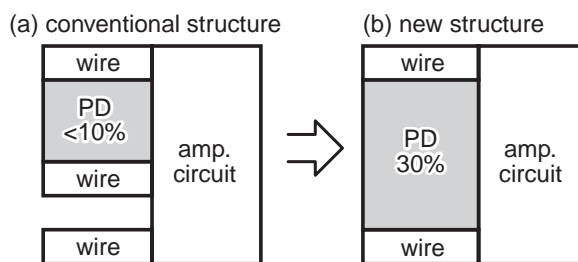 (a) conventional structure
wire
PD
<10%
wire
wire
amp.
circuit
(b) new structure
wire
PD
30%
wire
amp.
circuit